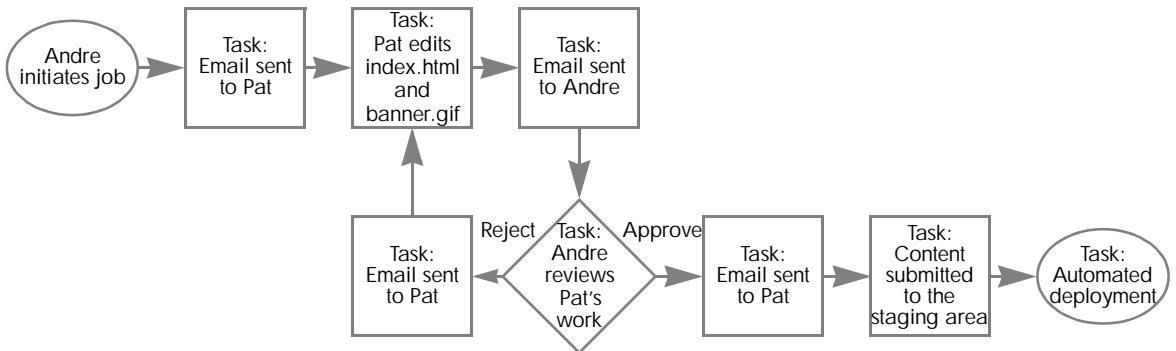 Andre
initiates job
Task:
Email sent
to Pat
Task:
Pat edits
index.html
and
banner.gif
Task:
Email sent
to Andre
Reject
Approve
Task:
Email sent
to Pat
Task:
Andre
reviews
Pat's
work
Task:
Email sent
to Pat
Task:
Content
submitted
to the
staging area
Task:
Automated
deployment